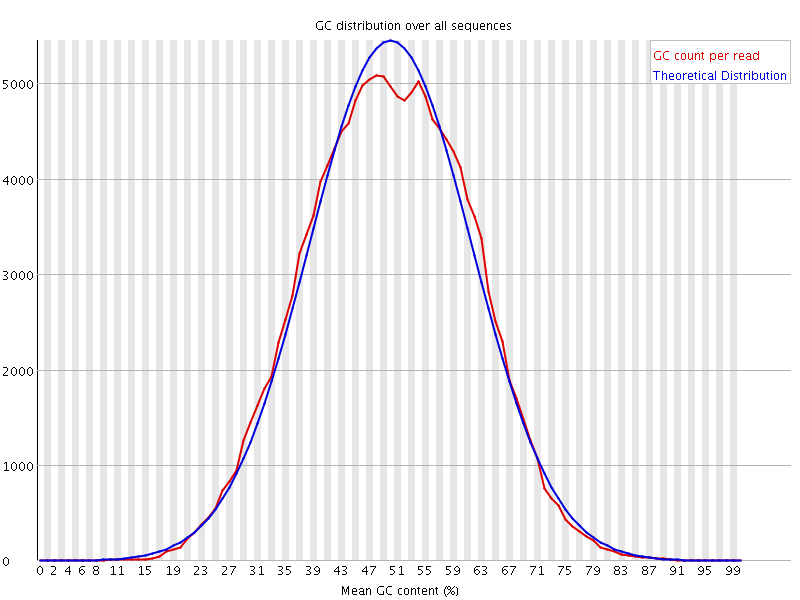 GC distribution over all sequences
GC count per read
Theoretical Distribution
5000
4000
3000
2000
1000
0
0 2 4 6 8 11 15 19 23 27 31 35 39 43 47 51 55 59 63 67 71 75 79 83 87 91 95 99
Mean GC content (%)